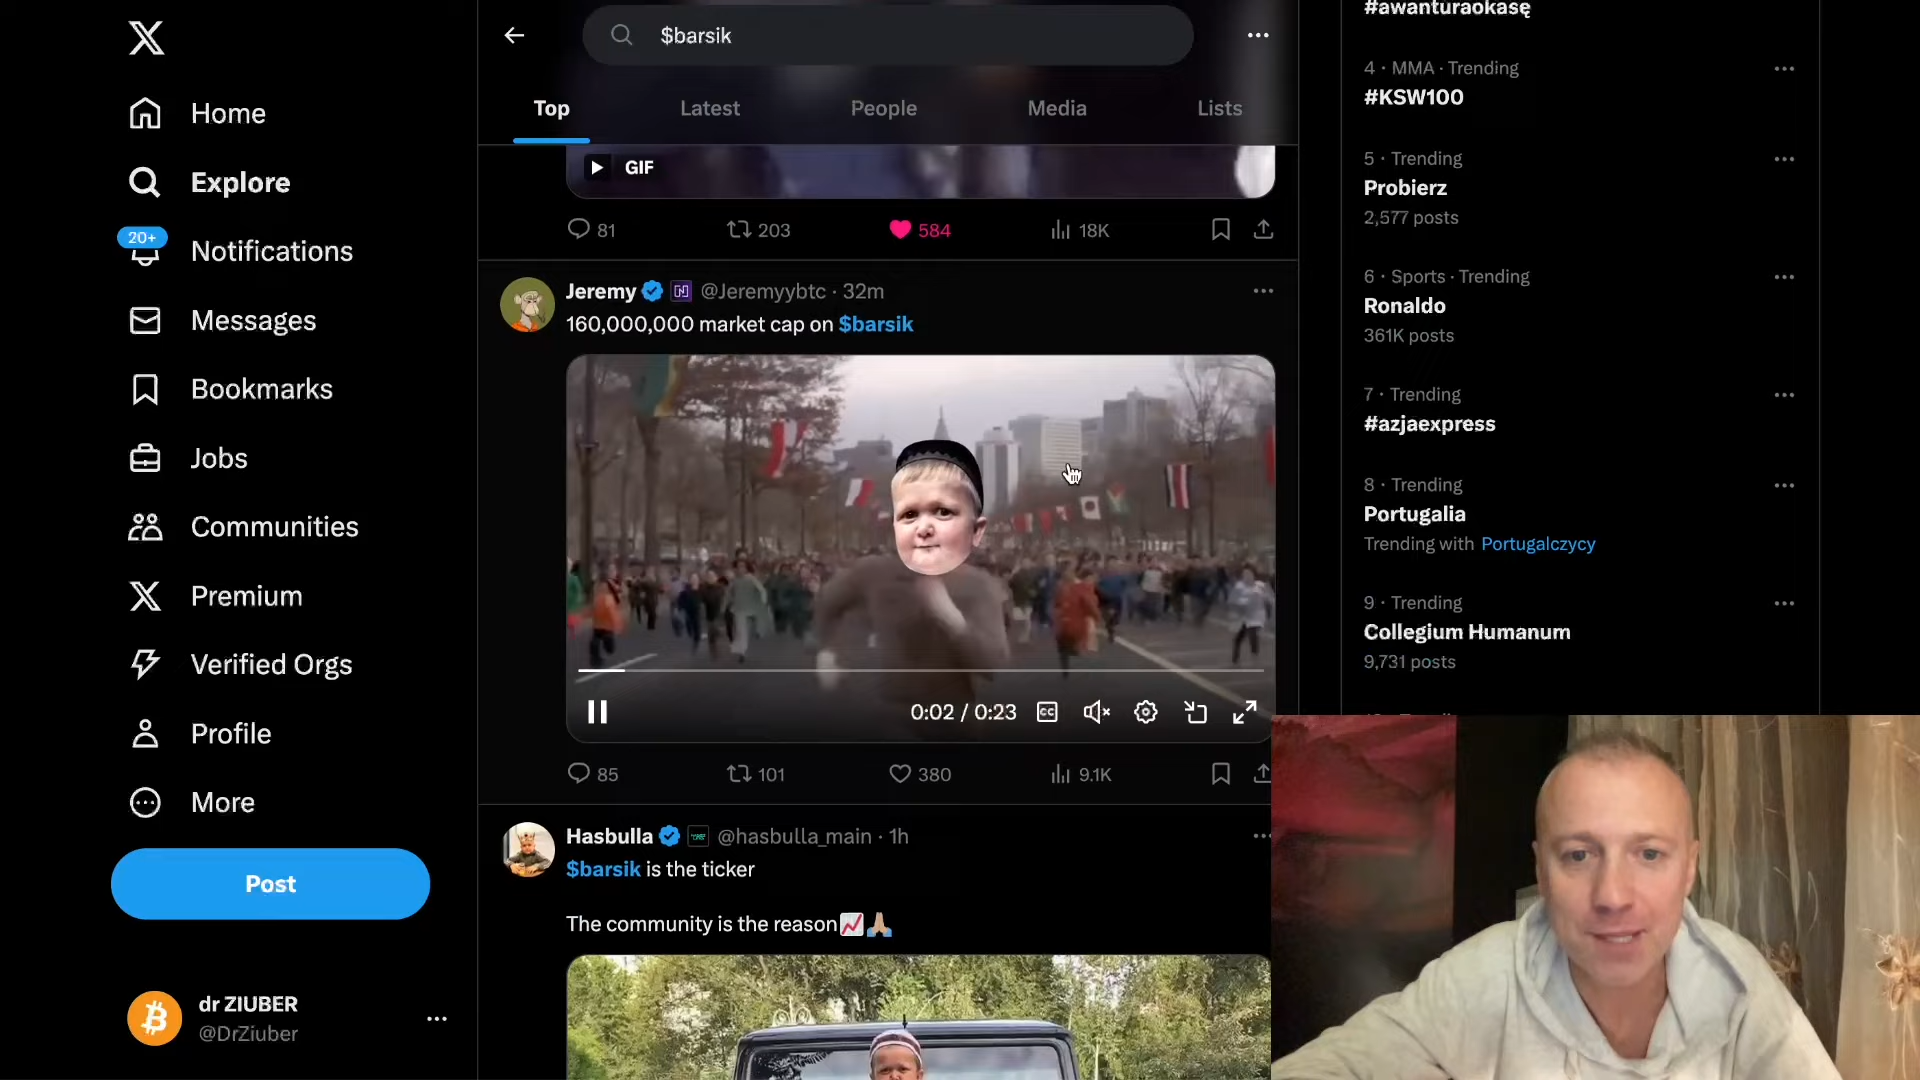 Home
Explore
20+
Notifications
Messages
Bookmarks
Jobs
Communities
Premium
Verified Orgs
Profile
More
Post
dr ZIUBER
@DrZiuber
$barsik
Top
Latest
People
Media
Lists
GIF
81
203
584
18K
Jeremy @Jeremyybtc · 32m
160,000,000 market cap on $barsik
0:02 / 0:23
CC
85
101
380
9.1K
Hasbulla @hasbulla_main · 1h
$barsik is the ticker
The community is the reason📈🙏🏼
#awanturaokasę
4 · MMA · Trending
#KSW100
5 · Trending
Probierz
2,577 posts
6 · Sports · Trending
Ronaldo
361K posts
7 · Trending
#azjaexpress
8 · Trending
Portugalia
Trending with Portugalczycy
9 · Trending
Collegium Humanum
9,731 posts